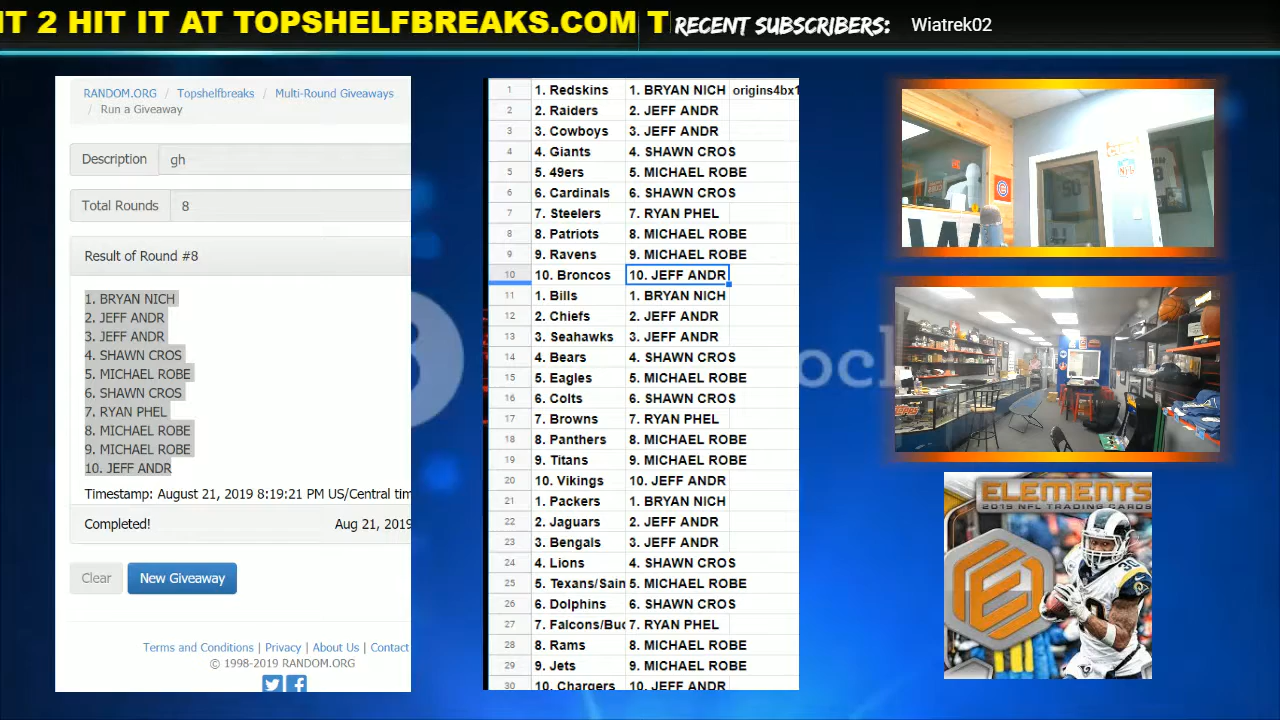 IT 2 HIT IT AT TOPSHELFBREAKS.COM T
RECENT SUBSCRIBERS: Wiatrek02
RANDOM.ORG / Topshelfbreaks / Multi-Round Giveaways
/ Run a Giveaway
Description gh
Total Rounds 8
Result of Round #8
1. BRYAN NICH
2. JEFF ANDR
3. JEFF ANDR
4. SHAWN CROS
5. MICHAEL ROBE
6. SHAWN CROS
7. RYAN PHEL
8. MICHAEL ROBE
9. MICHAEL ROBE
10. JEFF ANDR
Timestamp: August 21, 2019 8:19:21 PM US/Central tim
Completed! Aug 21, 2019
Clear New Giveaway
Terms and Conditions | Privacy | About Us | Contact
© 1998-2019 RANDOM.ORG
1 1. Redskins 1. BRYAN NICH origins4bx1
2 2. Raiders 2. JEFF ANDR
3 3. Cowboys 3. JEFF ANDR
4 4. Giants 4. SHAWN CROS
5 5. 49ers 5. MICHAEL ROBE
6 6. Cardinals 6. SHAWN CROS
7 7. Steelers 7. RYAN PHEL
8 8. Patriots 8. MICHAEL ROBE
9 9. Ravens 9. MICHAEL ROBE
10 10. Broncos 10. JEFF ANDR
11 1. Bills 1. BRYAN NICH
12 2. Chiefs 2. JEFF ANDR
13 3. Seahawks 3. JEFF ANDR
14 4. Bears 4. SHAWN CROS
15 5. Eagles 5. MICHAEL ROBE
16 6. Colts 6. SHAWN CROS
17 7. Browns 7. RYAN PHEL
18 8. Panthers 8. MICHAEL ROBE
19 9. Titans 9. MICHAEL ROBE
20 10. Vikings 10. JEFF ANDR
21 1. Packers 1. BRYAN NICH
22 2. Jaguars 2. JEFF ANDR
23 3. Bengals 3. JEFF ANDR
24 4. Lions 4. SHAWN CROS
25 5. Texans/Sain 5. MICHAEL ROBE
26 6. Dolphins 6. SHAWN CROS
27 7. Falcons/Buc 7. RYAN PHEL
28 8. Rams 8. MICHAEL ROBE
29 9. Jets 9. MICHAEL ROBE
30 10. Chargers 10. JEFF ANDR
ock
W
NFL
50
8
ELEMENTS
2019 NFL TRADING CARDS
30